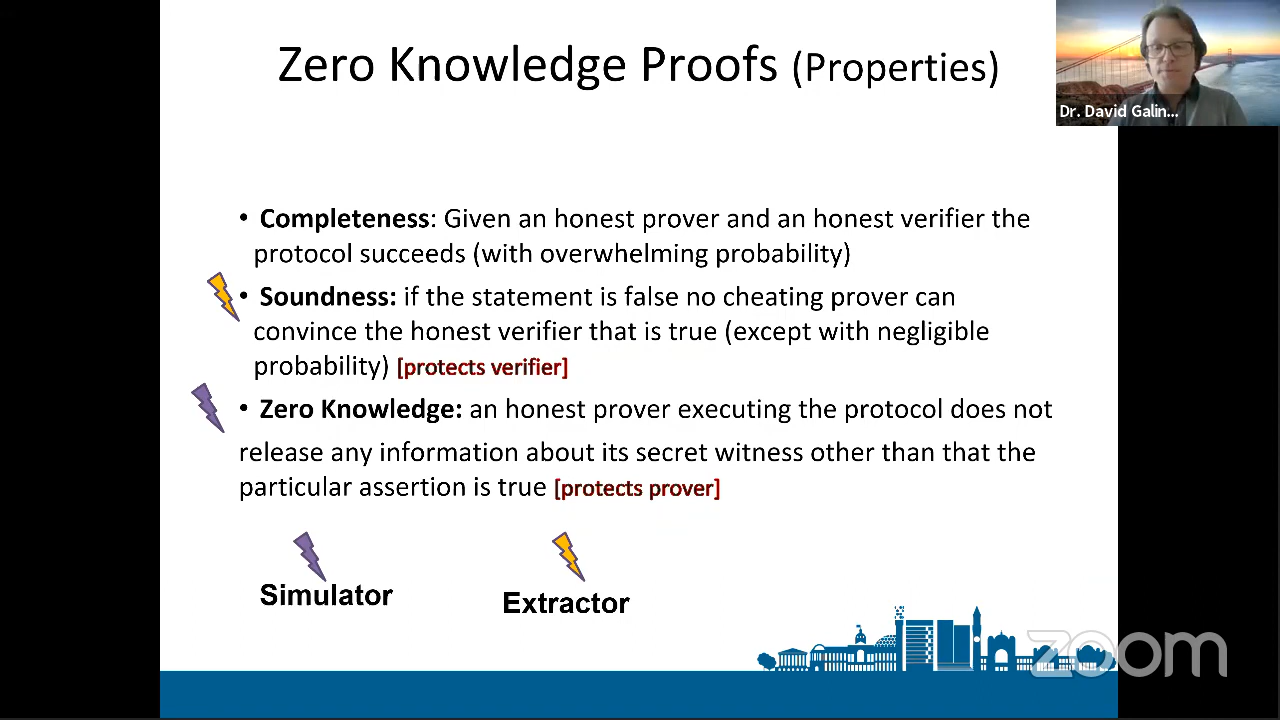 Zero Knowledge Proofs (Properties)
Dr. David Galin...
• Completeness: Given an honest prover and an honest verifier the
protocol succeeds (with overwhelming probability)
• Soundness: if the statement is false no cheating prover can
convince the honest verifier that is true (except with negligible
probability) [protects verifier]
• Zero Knowledge: an honest prover executing the protocol does not
release any information about its secret witness other than that the
particular assertion is true [protects prover]
Simulator
Extractor
zoom